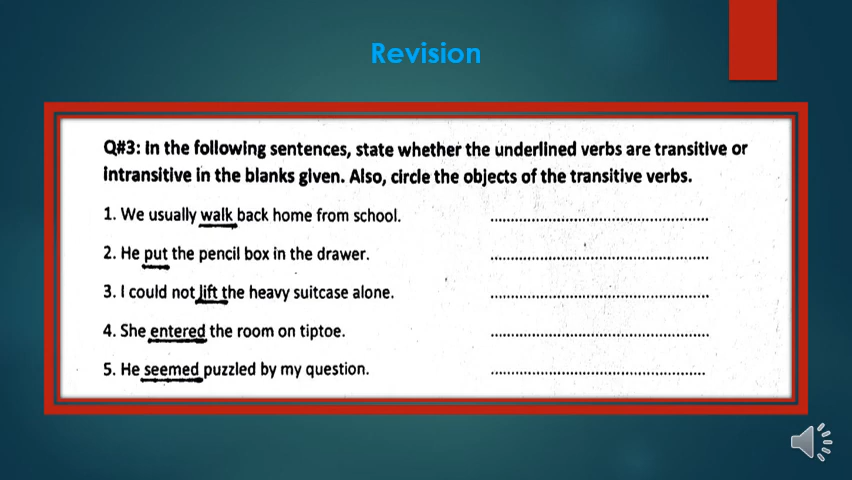 Revision
Q#3: In the following sentences, state whether the underlined verbs are transitive or
intransitive in the blanks given. Also, circle the objects of the transitive verbs.
1. We usually walk back home from school. ................................................
2. He put the pencil box in the drawer. ................................................
3. I could not lift the heavy suitcase alone. ................................................
4. She entered the room on tiptoe. ................................................
5. He seemed puzzled by my question. ................................................